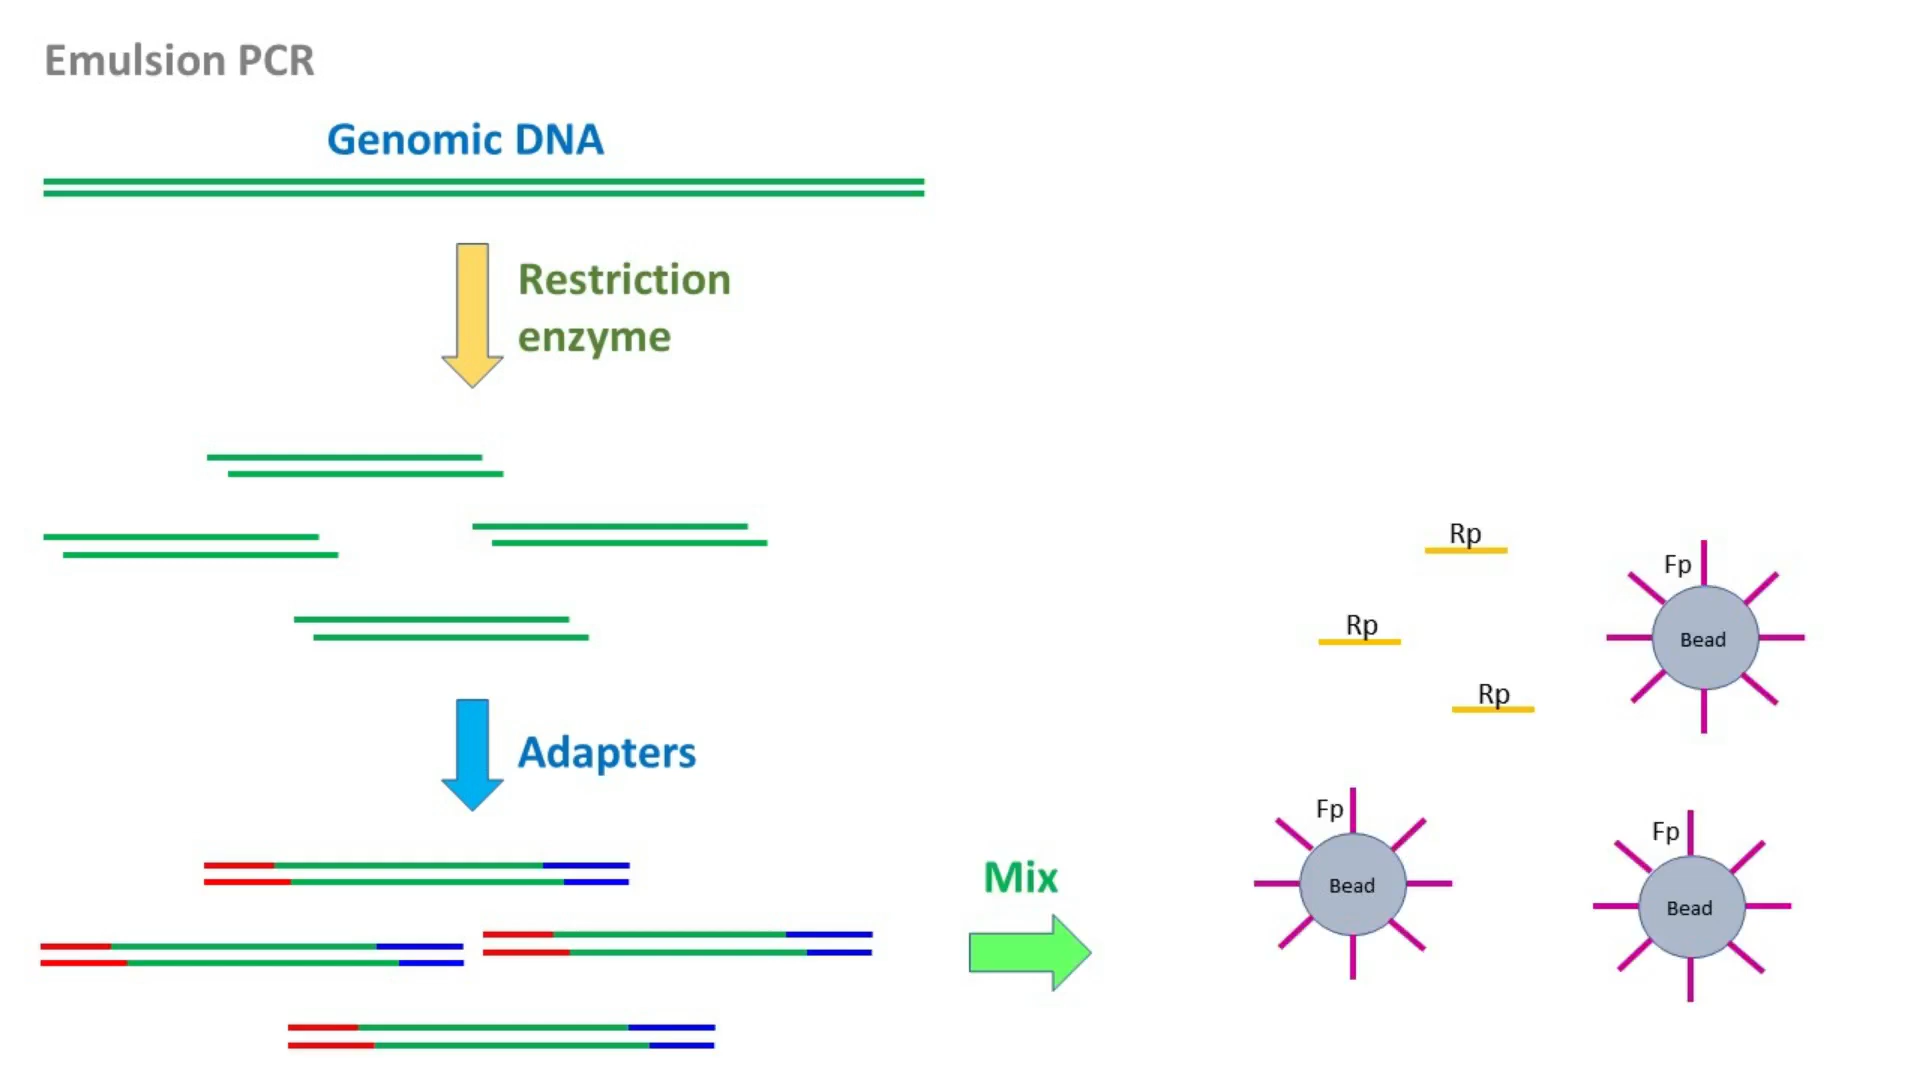 Emulsion PCR
Genomic DNA
Restriction
enzyme
Adapters
Mix
Rp
Rp
Rp
Fp
Bead
Fp
Bead
Fp
Bead